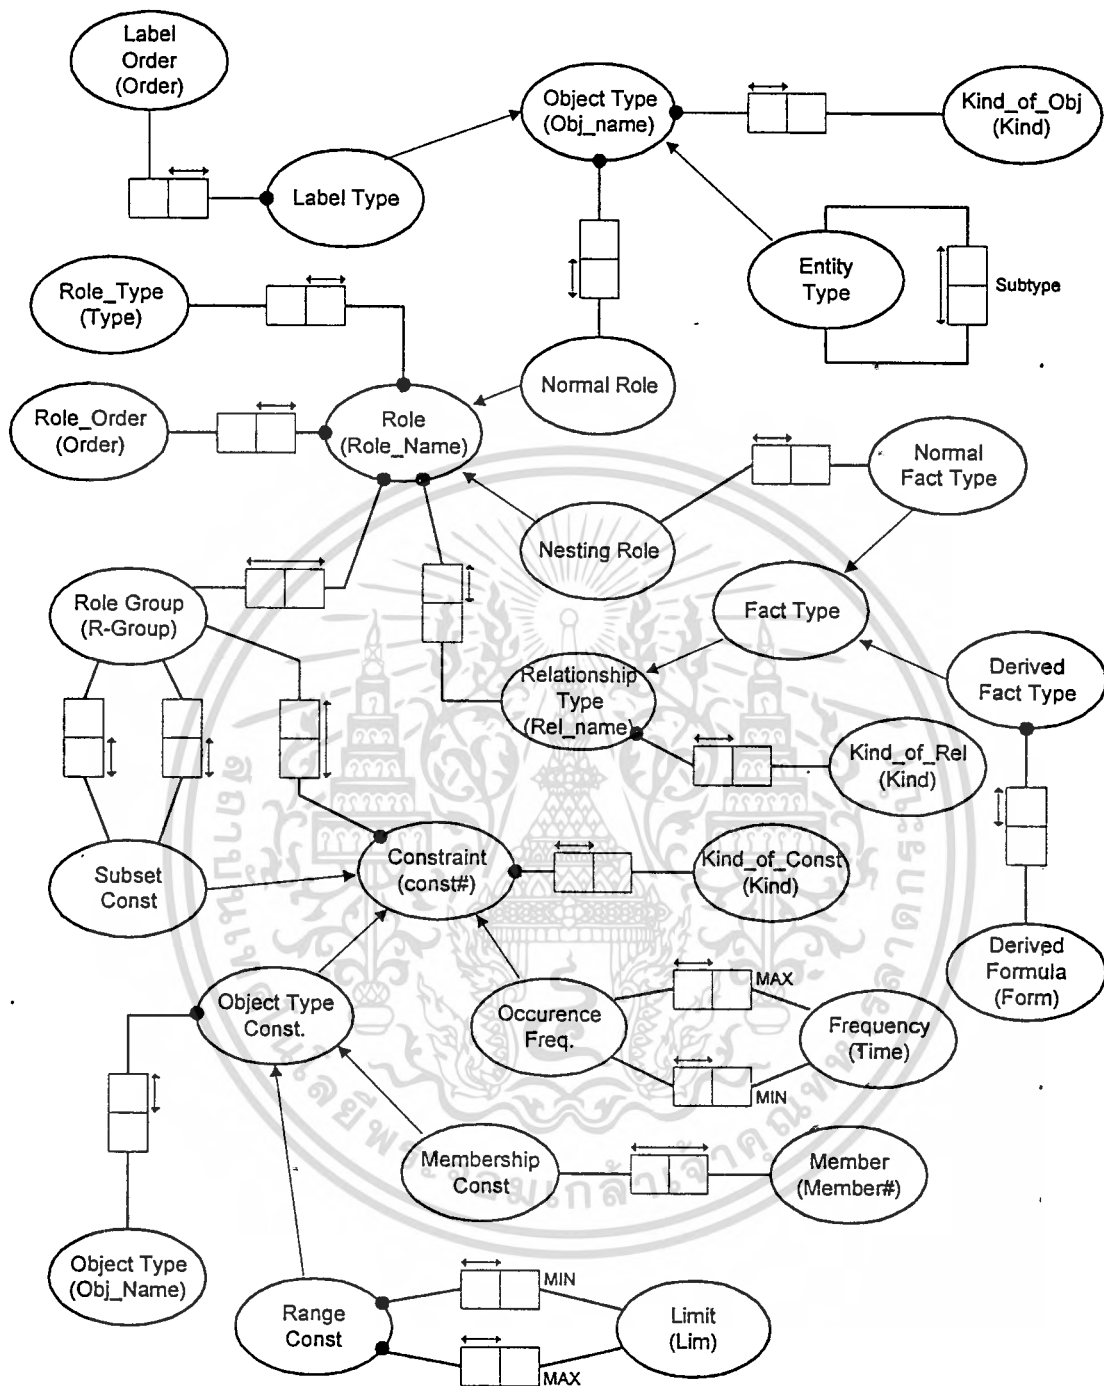 Label
Order
(Order)
Object Type
(Obj_name)
Kind_of_Obj
(Kind)
Label Type
Entity
Type
Subtype
Role_Type
(Type)
Normal Role
Role_Order
(Order)
Role
(Role_Name)
Normal
Fact Type
Nesting Role
Role Group
(R-Group)
Fact Type
Relationship
Type
(Rel_name)
Derived
Fact Type
Kind_of_Rel
(Kind)
Subset
Const
Constraint
(const#)
Kind_of_Const
(Kind)
Derived
Formula
(Form)
Object Type
Const.
Occurence
Freq.
MAX
Frequency
(Time)
MIN
Membership
Const
Member
(Member#)
Object Type
(Obj_Name)
Range
Const
MIN
Limit
(Lim)
MAX